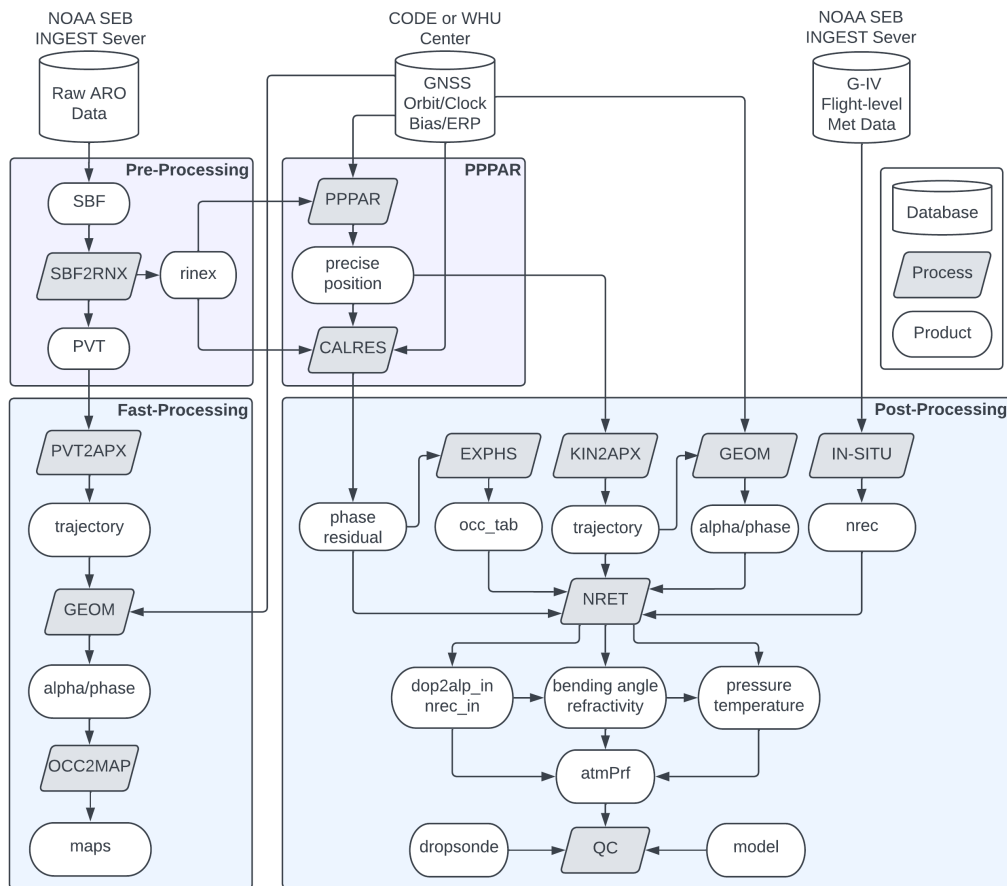 NOAA SEB
INGEST Sever
CODE or WHU
Center
NOAA SEB
INGEST Sever
Raw ARO
Data
GNSS
Orbit/Clock
Bias/ERP
G-IV
Flight-level
Met Data
Pre-Processing
SBF
SBF2RNX
rinex
PVT
PPPAR
PPPAR
precise
position
CALRES
Database
Process
Product
Fast-Processing
PVT2APX
trajectory
GEOM
alpha/phase
OCC2MAP
maps
Post-Processing
EXPHS
KIN2APX
GEOM
IN-SITU
phase
residual
occ_tab
trajectory
alpha/phase
nrec
NRET
dop2alp_in
nrec_in
bending angle
refractivity
pressure
temperature
atmPrf
dropsonde
QC
model